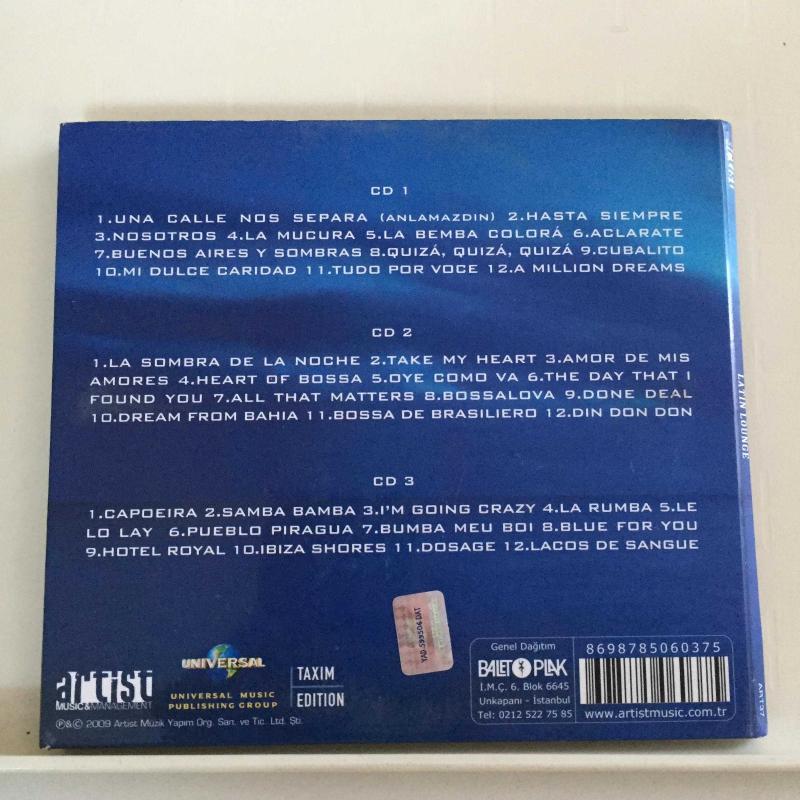 CD 1
1.UNA CALLE NOS SEPARA (ANLAMAZDIN) 2.HASTA SIEMPRE
3.NOSOTROS 4.LA MUCURA 5.LA BEMBA COLORÁ 6.ACLARATE
7.BUENOS AIRES Y SOMBRAS 8.QUIZÁ, QUIZÁ, QUIZÁ 9.CUBALITO
10.MI DULCE CARIDAD 11.TUDO POR VOCE 12.A MILLION DREAMS
CD 2
1.LA SOMBRA DE LA NOCHE 2.TAKE MY HEART 3.AMOR DE MIS
AMORES 4.HEART OF BOSSA 5.OYE COMO VA 6.THE DAY THAT I
FOUND YOU 7.ALL THAT MATTERS 8.BOSSALOVA 9.DONE DEAL
10.DREAM FROM BAHIA 11.BOSSA DE BRASILIERO 12.DIN DON DON
CD 3
1.CAPOEIRA 2.SAMBA BAMBA 3.I'M GOING CRAZY 4.LA RUMBA 5.LE
LO LAY 6.PUEBLO PIRAGUA 7.BUMBA MEU BOI 8.BLUE FOR YOU
9.HOTEL ROYAL 10.IBIZA SHORES 11.DOSAGE 12.LACOS DE SANGUE
LATIN LOUNGE
YAD 599504 DAT
artist
MUSIC&MANAGEMENT
UNIVERSAL
UNIVERSAL MUSIC
PUBLISHING GROUP
TAXIM
EDITION
℗&© 2009 Artist Müzik Yapım Org. San. ve Tic. Ltd. Şti.
Genel Dağıtım
BALET PLAK
İ.M.Ç. 6. Blok 6645
Unkapanı - İstanbul
Tel: 0212 522 75 85
8698785060375
www.artistmusic.com.tr